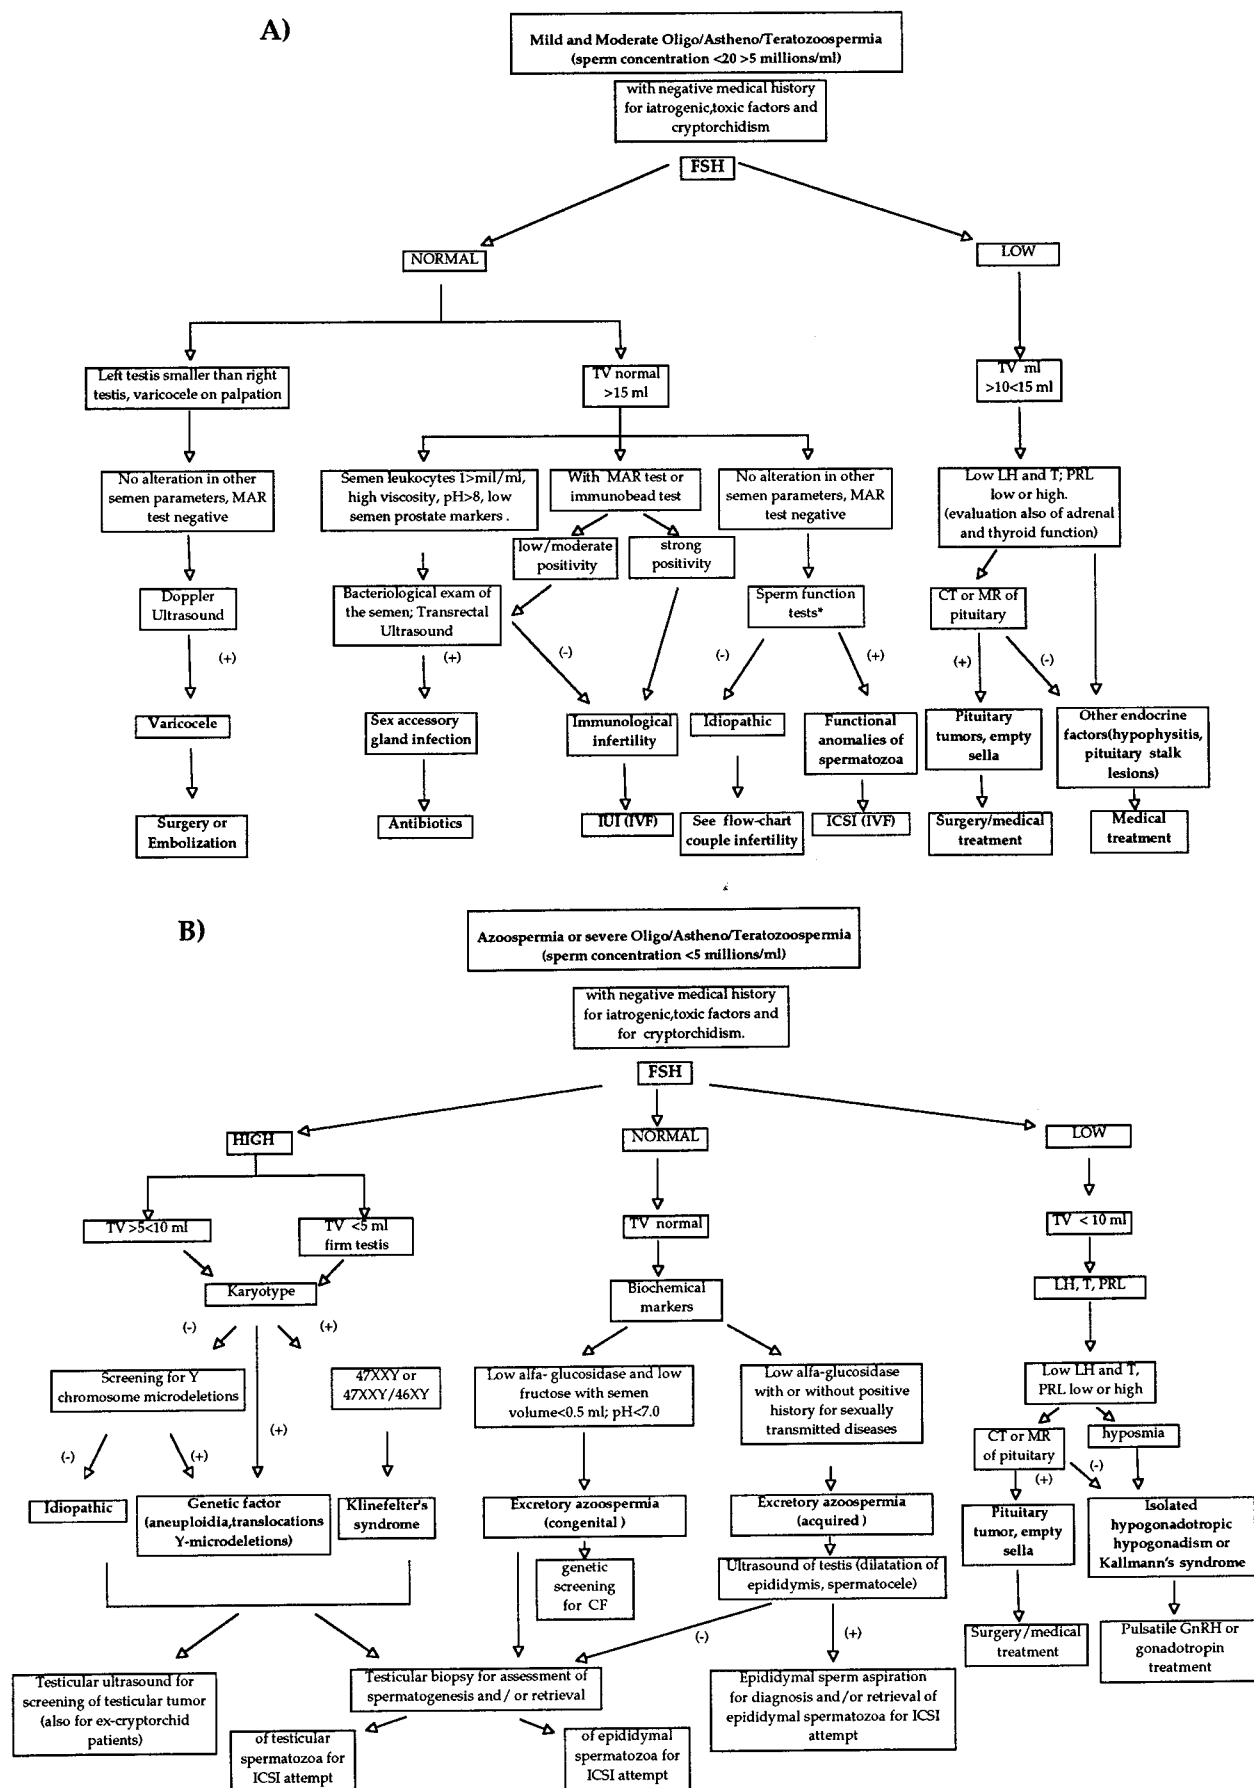 A)
Mild and Moderate Oligo/Astheno/Teratozoospermia
(sperm concentration <20 >5 millions/ml)
with negative medical history
for iatrogenic,toxic factors and
cryptorchidism
FSH
NORMAL
LOW
Left testis smaller than right
testis, varicocele on palpation
TV normal
>15 ml
TV ml
>10<15 ml
No alteration in other
semen parameters, MAR
test negative
Semen leukocytes 1>mil/ml,
high viscosity, pH>8, low
semen prostate markers .
With MAR test or
immunobead test
No alteration in other
semen parameters, MAR
test negative
Low LH and T; PRL
low or high.
(evaluation also of adrenal
and thyroid function)
low/moderate
positivity
strong
positivity
Doppler
Ultrasound
Bacteriological exam of
the semen; Transrectal
Ultrasound
Sperm function
tests*
CT or MR of
pituitary
(+)
(+)
(-)
(-)
(+)
(+)
(-)
Varicocele
Sex accessory
gland infection
Immunological
infertility
Idiopathic
Functional
anomalies of
spermatozoa
Pituitary
tumors, empty
sella
Other endocrine
factors(hypophysitis,
pituitary stalk
lesions)
Surgery or
Embolization
Antibiotics
IUI (IVF)
See flow-chart
couple infertility
ICSI (IVF)
Surgery/medical
treatment
Medical
treatment
B)
Azoospermia or severe Oligo/Astheno/Teratozoospermia
(sperm concentration <5 millions/ml)
with negative medical history
for iatrogenic,toxic factors and
for cryptorchidism.
FSH
HIGH
NORMAL
LOW
TV >5<10 ml
TV <5 ml
firm testis
TV normal
TV < 10 ml
Karyotype
Biochemical
markers
LH, T, PRL
(-)
(+)
Screening for Y
chromosome microdeletions
47XXY or
47XXY/46XY
Low alfa- glucosidase and low
fructose with semen
volume<0.5 ml; pH<7.0
Low alfa-glucosidase
with or without positive
history for sexually
transmitted diseases
Low LH and T,
PRL low or high
(-)
(+)
(+)
CT or MR
of pituitary
hyposmia
(+)
(-)
Idiopathic
Genetic factor
(aneuploidia,translocations
Y-microdeletions)
Klinefelter's
syndrome
Excretory azoospermia
(congenital )
Excretory azoospermia
(acquired )
Pituitary
tumor, empty
sella
Isolated
hypogonadotropic
hypogonadism or
Kallmann's syndrome
genetic
screening
for CF
Ultrasound of testis (dilatation of
epididymis, spermatocele)
(-)
(+)
Surgery/medical
treatment
Pulsatile GnRH or
gonadotropin
treatment
Testicular ultrasound for
screening of testicular tumor
(also for ex-cryptorchid
patients)
Testicular biopsy for assessment of
spermatogenesis and / or retrieval
Epididymal sperm aspiration
for diagnosis and/or retrieval of
epididymal spermatozoa for ICSI
attempt
of testicular
spermatozoa for
ICSI attempt
of epididymal
spermatozoa for
ICSI attempt